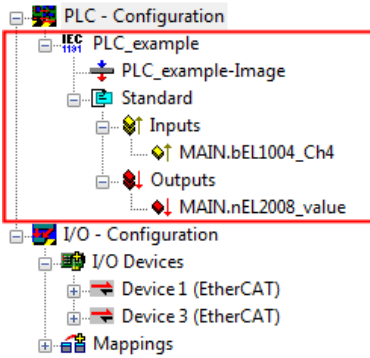 PLC - Configuration
IEC 1131 PLC_example
PLC_example-Image
Standard
Inputs
MAIN.bEL1004_Ch4
Outputs
MAIN.nEL2008_value
I/O - Configuration
I/O Devices
Device 1 (EtherCAT)
Device 3 (EtherCAT)
Mappings